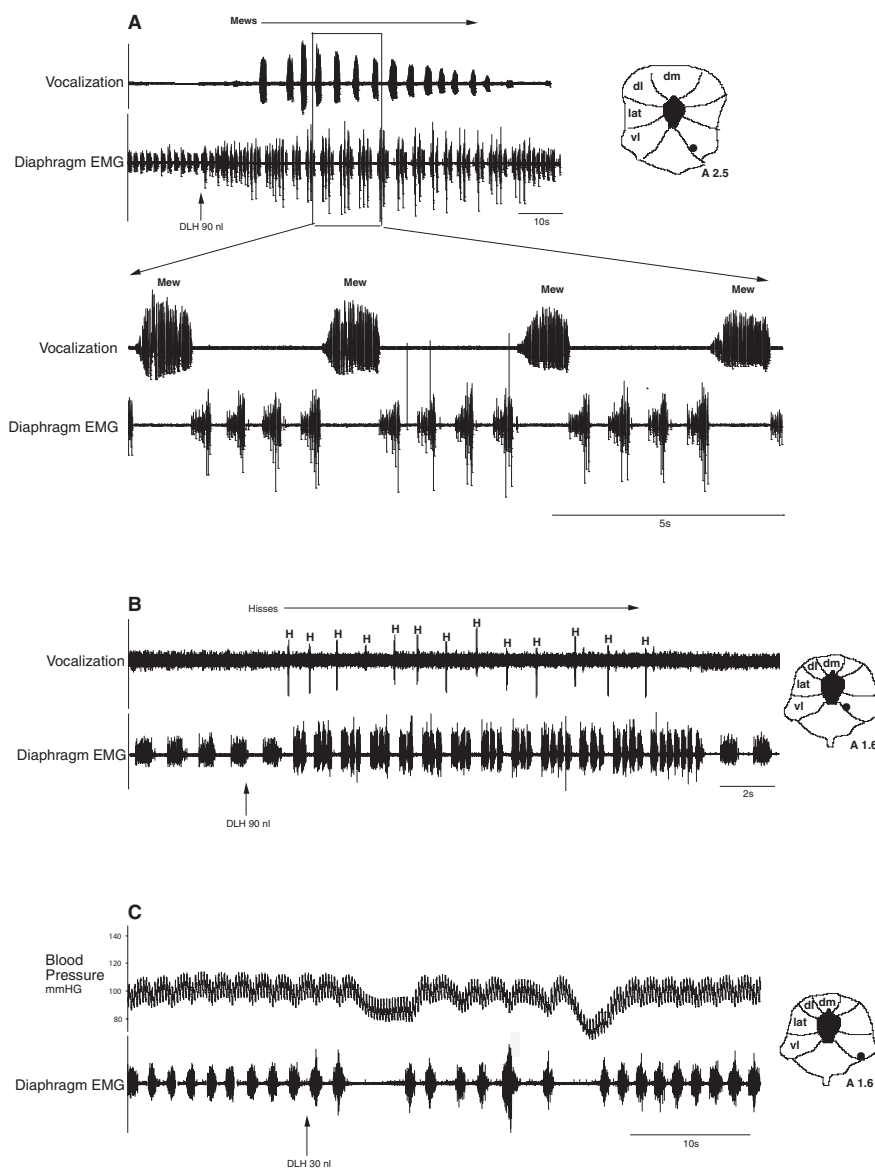 A
Mews
Vocalization
dl
dm
lat
vl
A 2.5
Diaphragm EMG
10s
DLH 90 nl
Mew
Mew
Mew
Mew
Vocalization
Diaphragm EMG
5s
B
Hisses
H H H H H H H H H H H H H
Vocalization
dl dm
lat
vl
A 1.6
Diaphragm EMG
2s
DLH 90 nl
C
140
Blood
Pressure
mmHG
100
80
dl dm
lat
vl
A 1.6
Diaphragm EMG
10s
DLH 30 nl